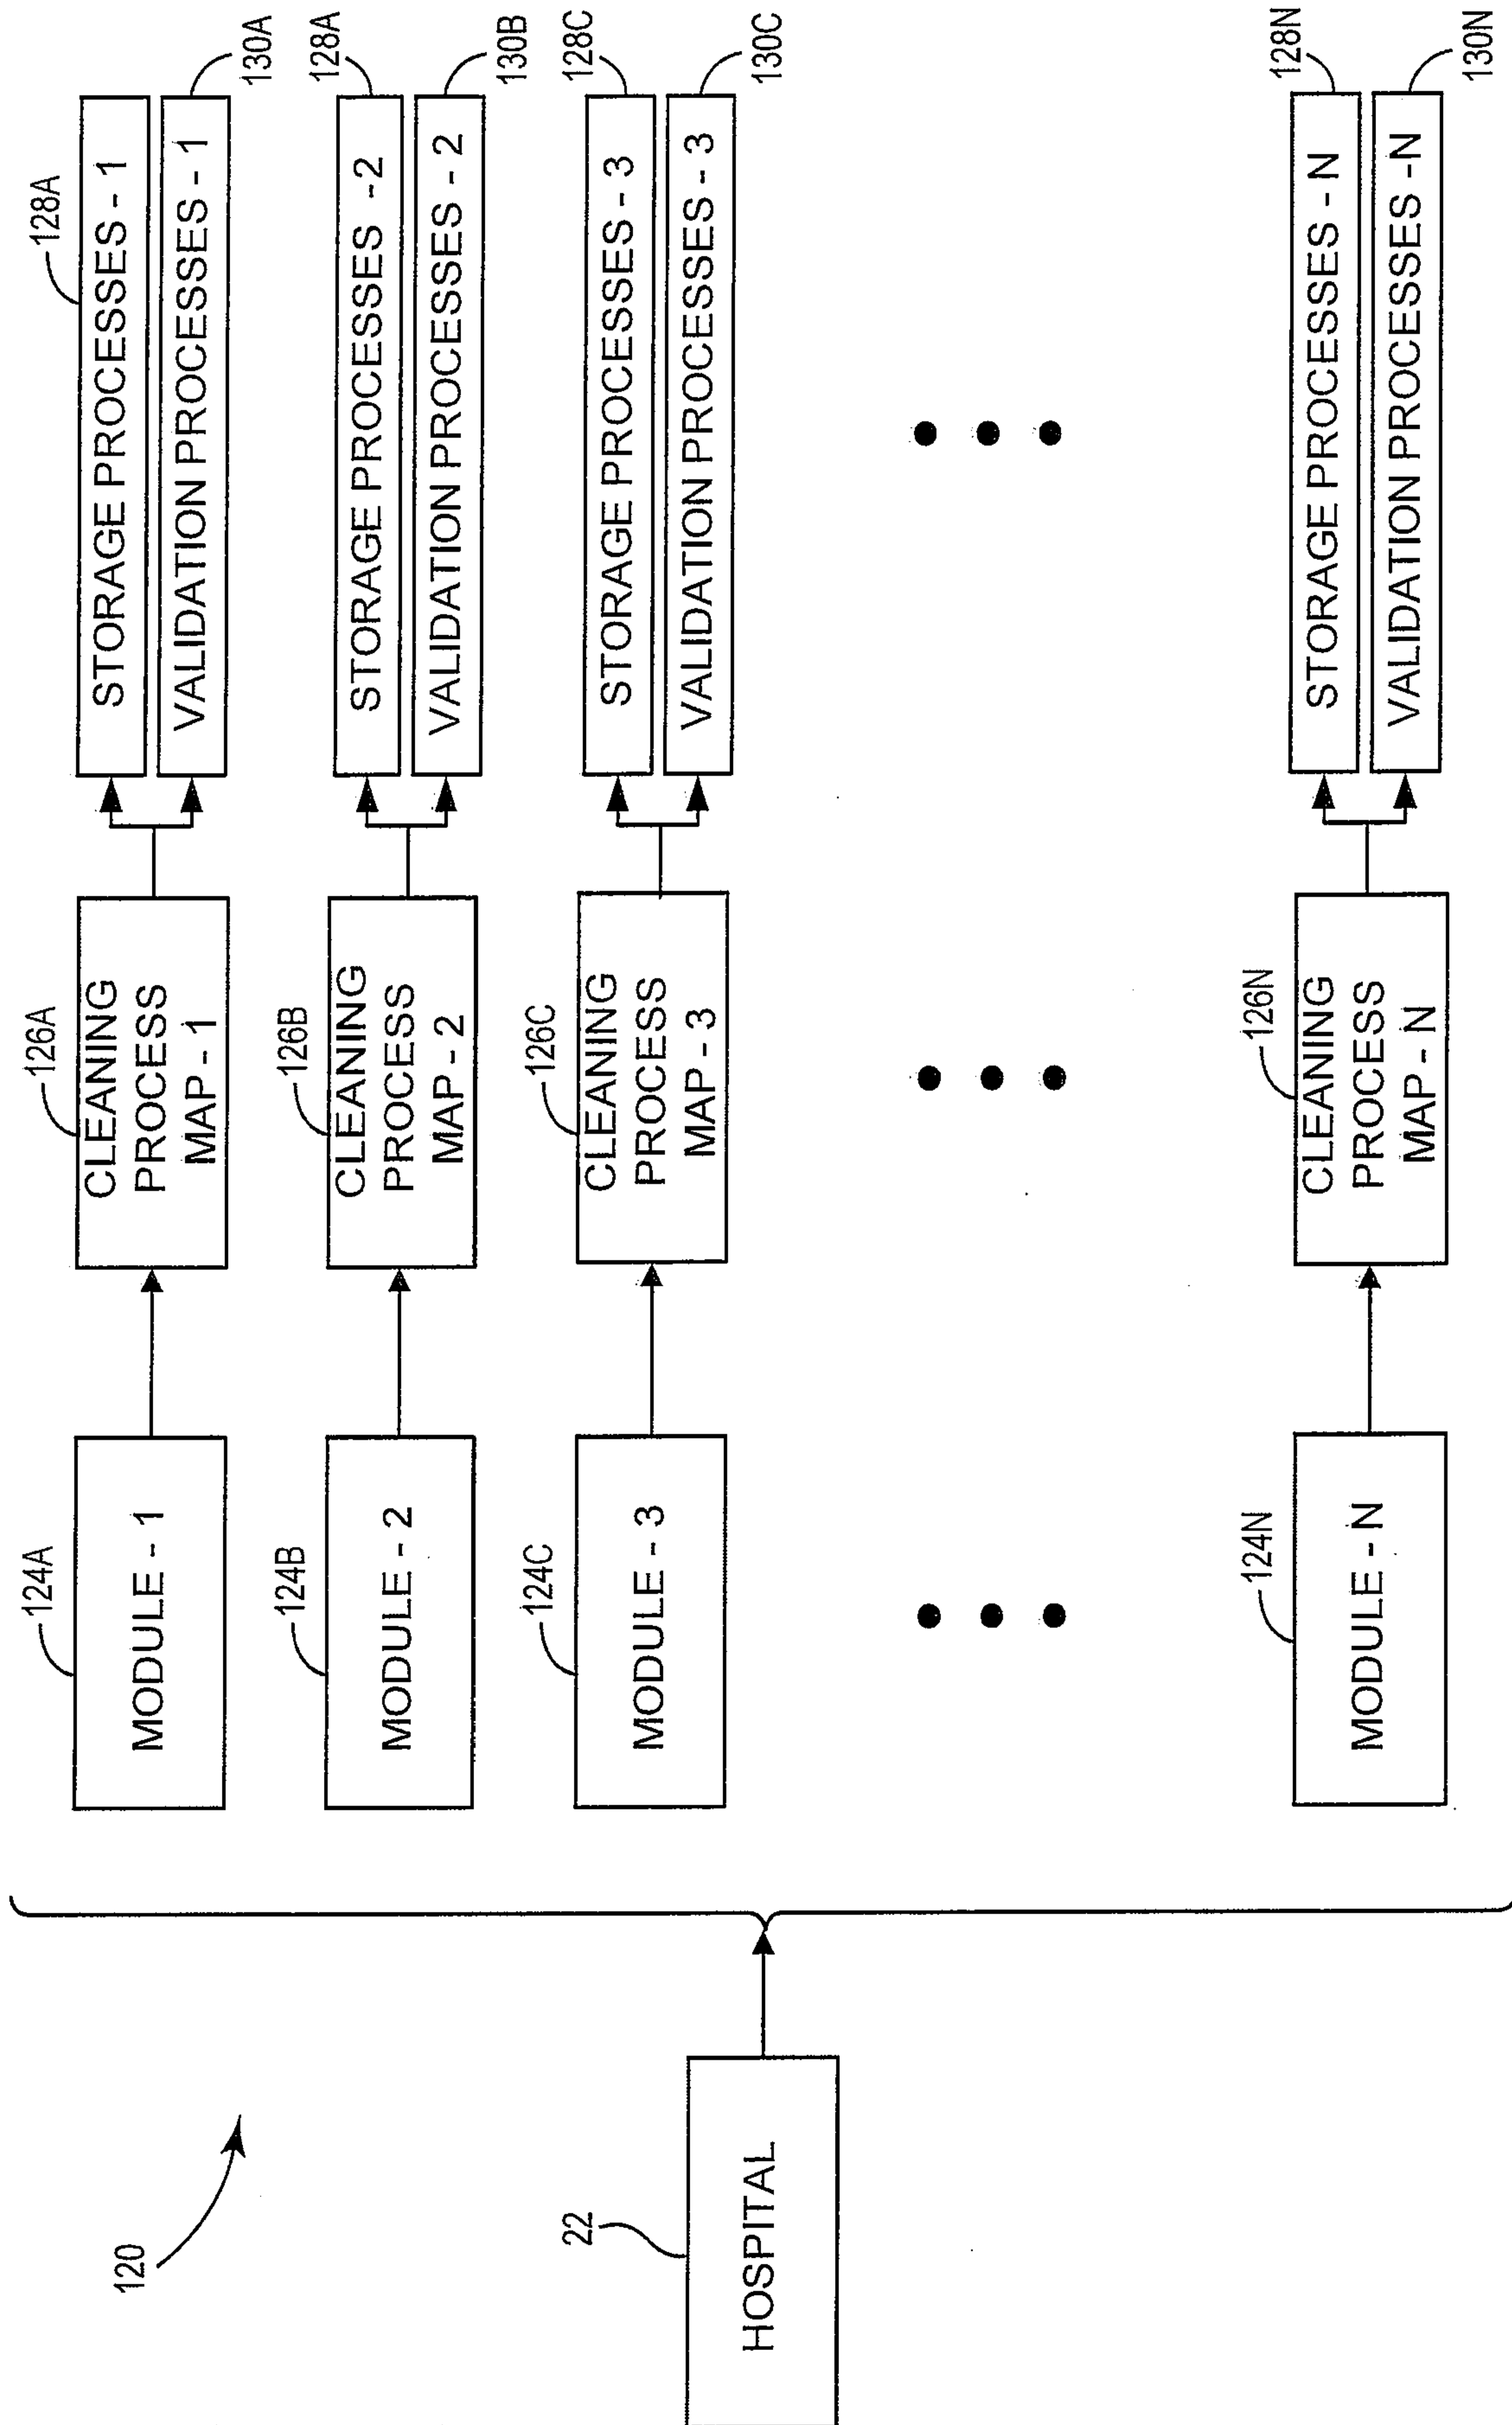 120
22
HOSPITAL
124A
MODULE - 1
126A
CLEANING
PROCESS
MAP - 1
128A
STORAGE PROCESSES - 1
VALIDATION PROCESSES - 1
130A
124B
MODULE - 2
126B
CLEANING
PROCESS
MAP - 2
128A
STORAGE PROCESSES -2
VALIDATION PROCESSES - 2
130B
124C
MODULE - 3
126C
CLEANING
PROCESS
MAP - 3
128C
STORAGE PROCESSES - 3
VALIDATION PROCESSES - 3
130C
124N
MODULE - N
126N
CLEANING
PROCESS
MAP - N
128N
STORAGE PROCESSES - N
VALIDATION PROCESSES -N
130N